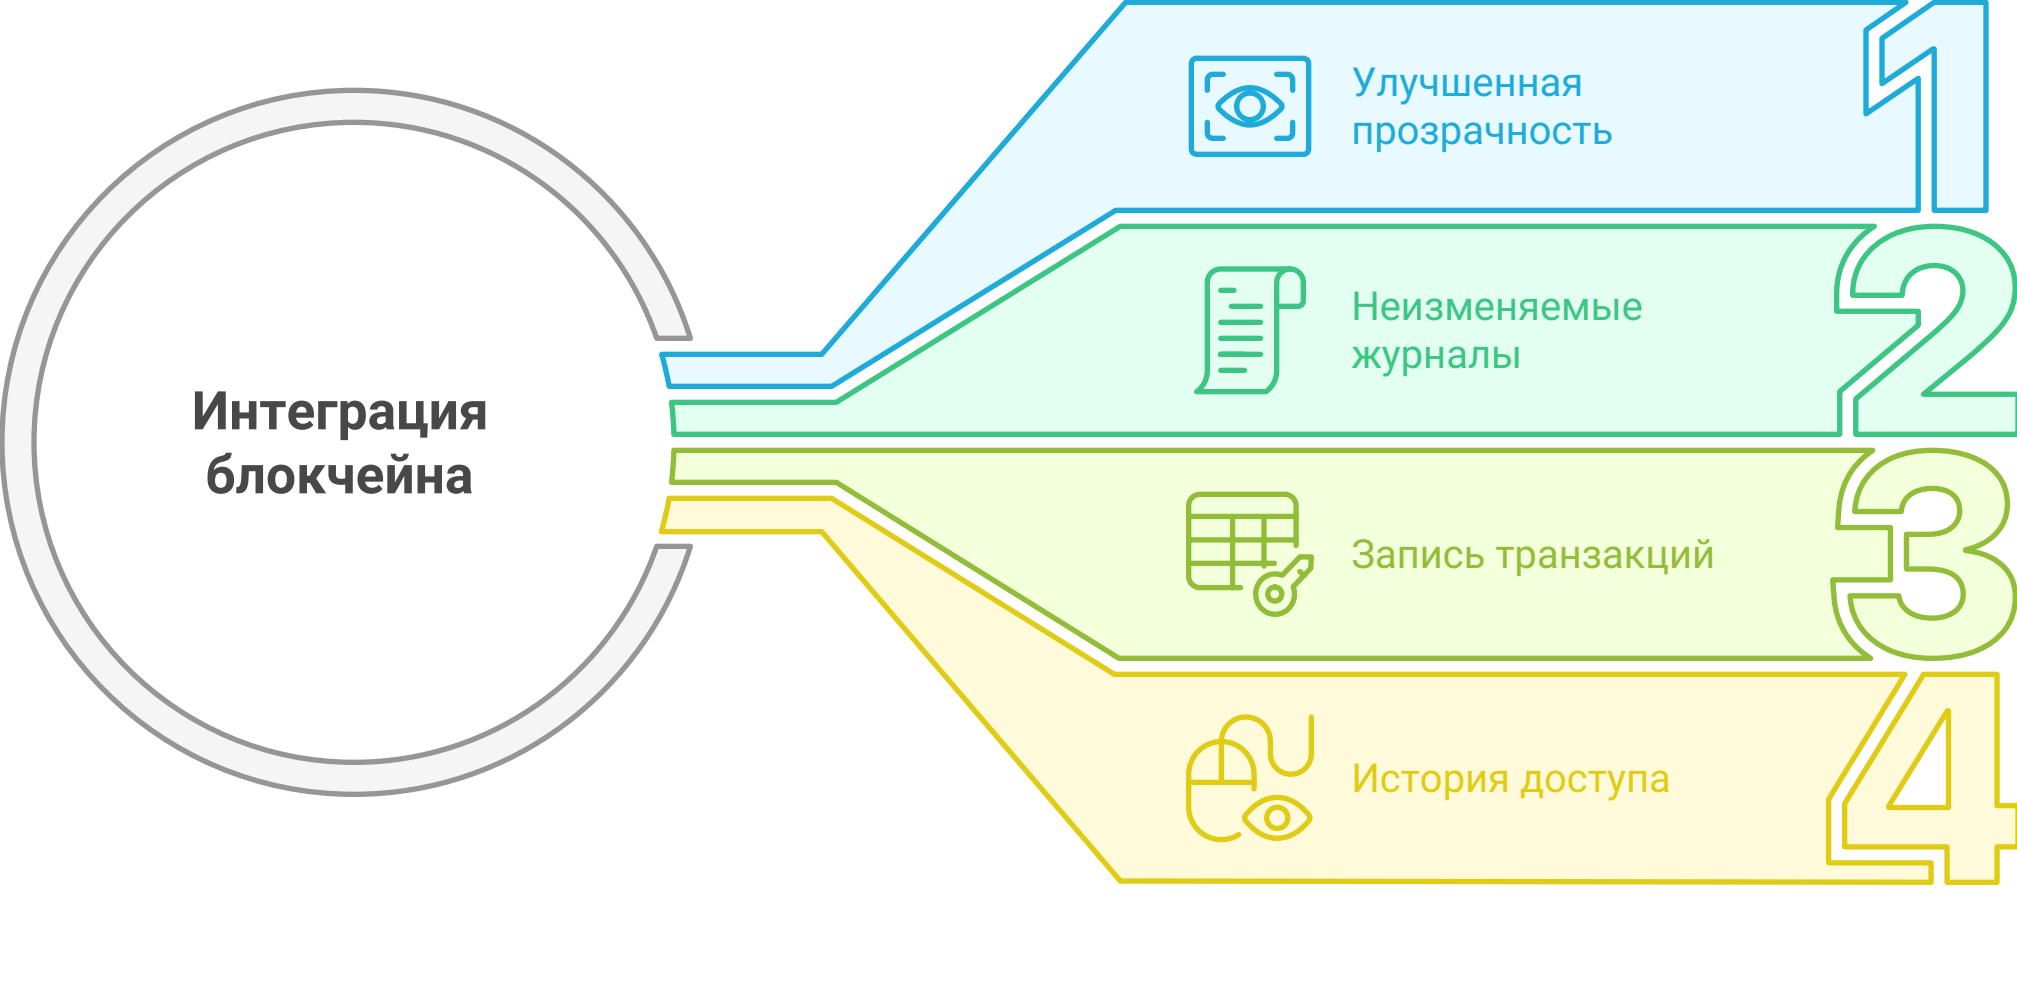 Интеграция
блокчейна
Улучшенная
прозрачность
1
Неизменяемые
журналы
2
Запись транзакций
3
История доступа
4